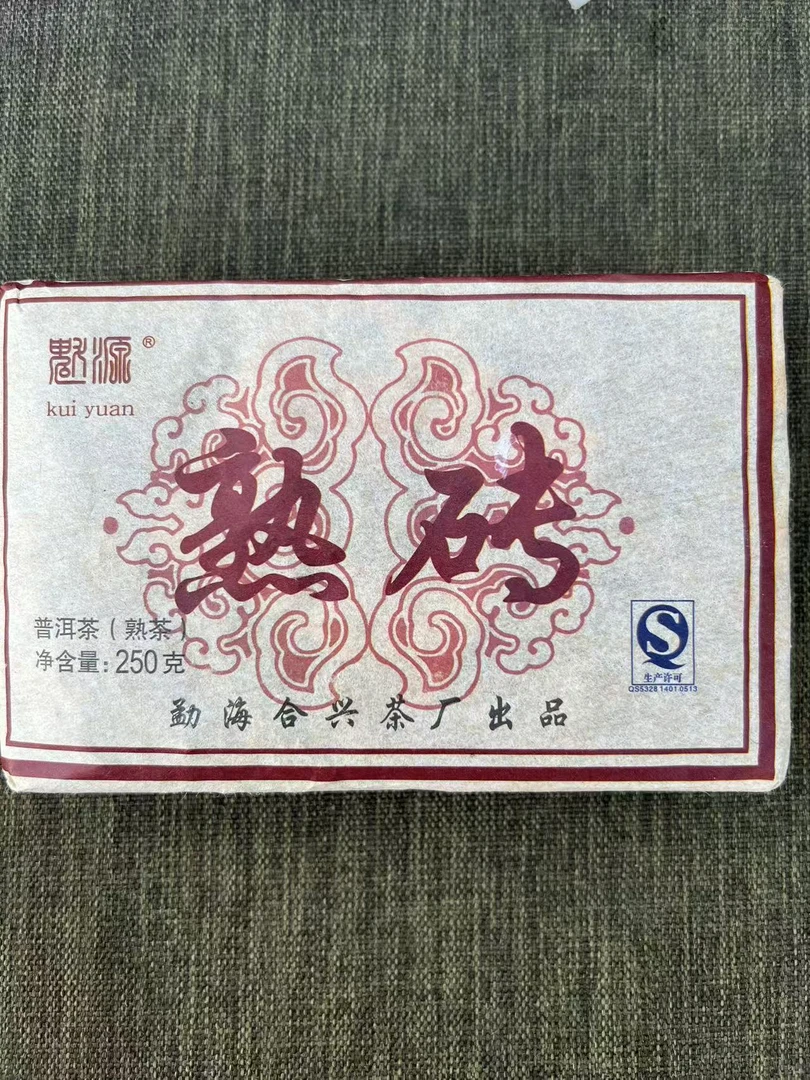 魁源®
kui yuan
熟砖
普洱茶(熟茶)
净含量:250克
生产许可
QS5328 1401 0513
勐海合兴茶厂出品